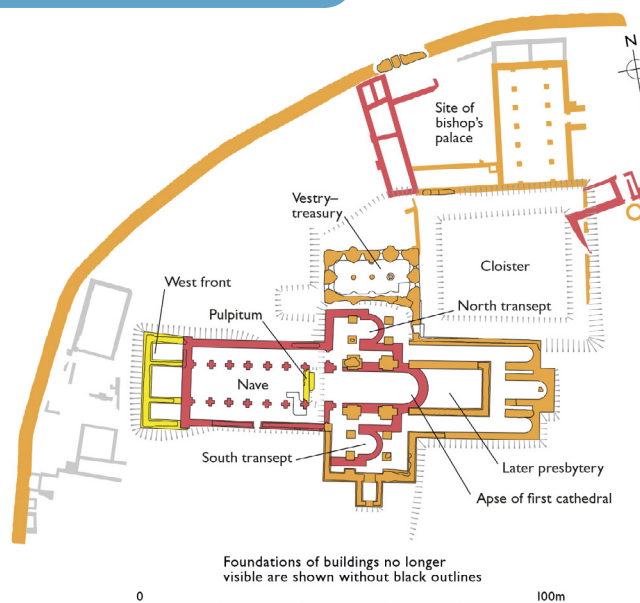 N
Site of
bishop's
palace
Vestry–
treasury
Cloister
West front
North transept
Pulpitum
Nave
South transept
Later presbytery
Apse of first cathedral
Foundations of buildings no longer
visible are shown without black outlines
0
100m